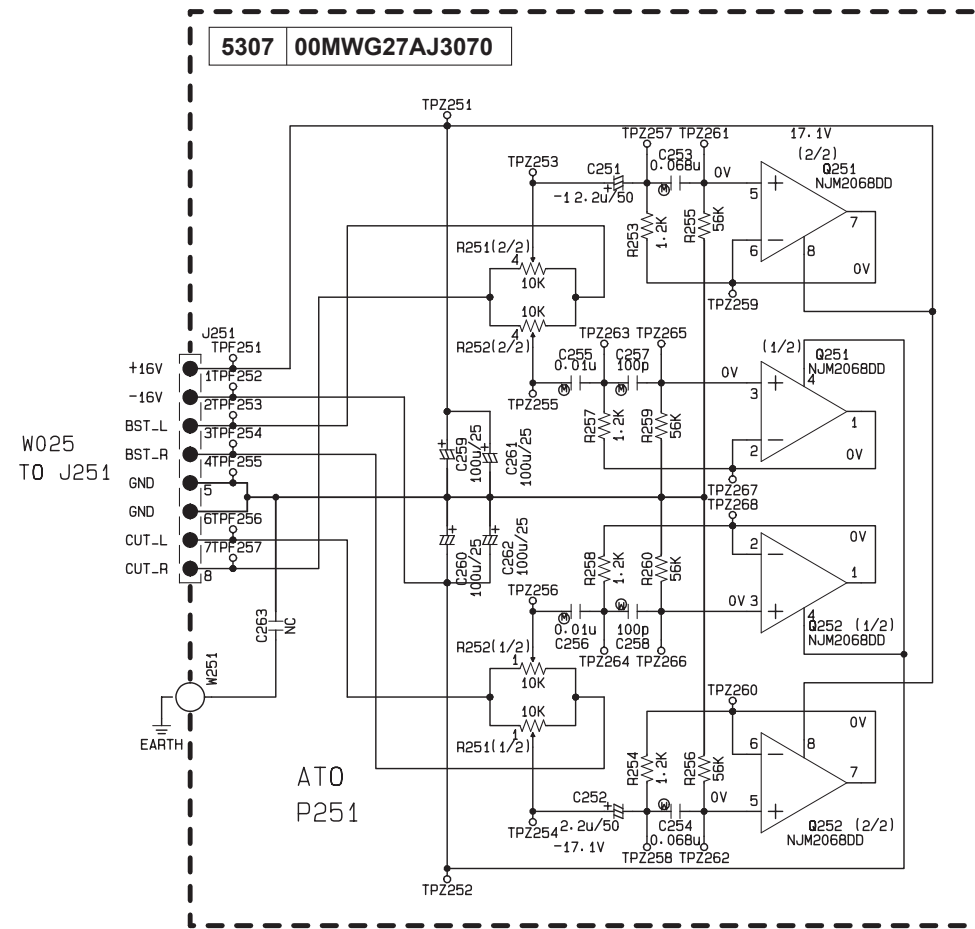 5307 00MWG27AJ3070
TPZ251
TPZ257 TPZ261
17.1V
(2/2)
Q251
NJM2068DD
TPZ253
C251
C253
0.068u
0V
-1 2.2u/50
M
R253
1.2K
R255
56K
5
+
6
-
7
8
0V
TPZ259
R251(2/2)
4
10K
10K
4
R252(2/2)
TPZ263 TPZ265
C255
0.01u
C257
100p
M
M
TPZ255
R257
1.2K
R259
56K
(1/2)
Q251
NJM2068DD
0V
3
+
4
2
-
1
0V
TPZ267
TPZ268
J251
TPF251
+16V
1TPF252
-16V
2TPF253
BST_L
3TPF254
BST_R
4TPF255
GND
5
GND
6TPF256
CUT_L
7TPF257
CUT_R
8
W025
TO J251
+
C259
100u/25
+
C261
100u/25
+
C260
100u/25
+
C262
100u/25
R258
1.2K
R260
56K
2
-
0V
1
0V 3
+
4
Q252 (1/2)
NJM2068DD
TPZ256
M
0.01u
C256
M
100p
C258
TPZ264 TPZ266
C263
NC
W251
EARTH
R252(1/2)
1
10K
10K
1
R251(1/2)
ATO
P251
TPZ260
R254
1.2K
R256
56K
6
-
8
0V
7
0V
5
+
Q252 (2/2)
NJM2068DD
C252
+
TPZ254 2.2u/50
-17.1V
M
C254
0.068u
TPZ258 TPZ262
TPZ252